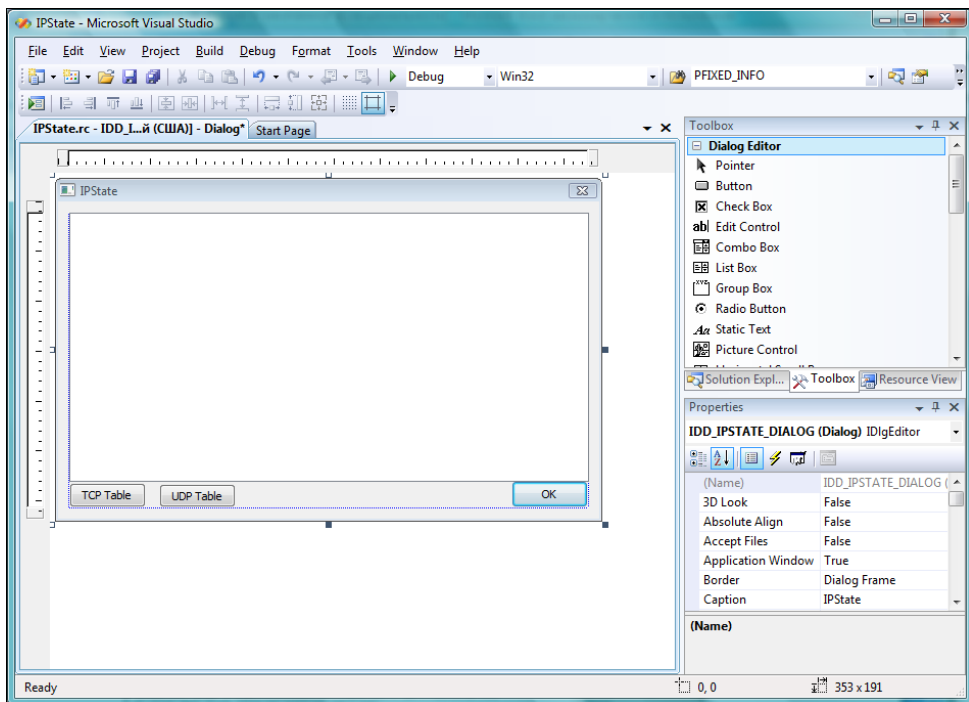 IPState - Microsoft Visual Studio
File Edit View Project Build Debug Format Tools Window Help
Debug Win32 PFIXED_INFO
IPState.rc - IDD_I...й (США)] - Dialog* Start Page
IPState
TCP Table UDP Table OK
Toolbox
Dialog Editor
Pointer
Button
Check Box
ab| Edit Control
Combo Box
List Box
XYZ Group Box
Radio Button
Aa Static Text
Picture Control
Solution Expl... Toolbox Resource View
Properties
IDD_IPSTATE_DIALOG (Dialog) IDlgEditor
(Name) IDD_IPSTATE_DIALOG (
3D Look False
Absolute Align False
Accept Files False
Application Window True
Border Dialog Frame
Caption IPState
(Name)
Ready 0, 0 353 x 191